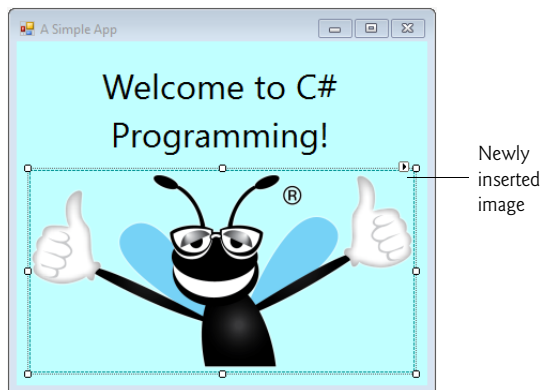 A Simple App
Welcome to C#
Programming!
®
Newly
inserted
image